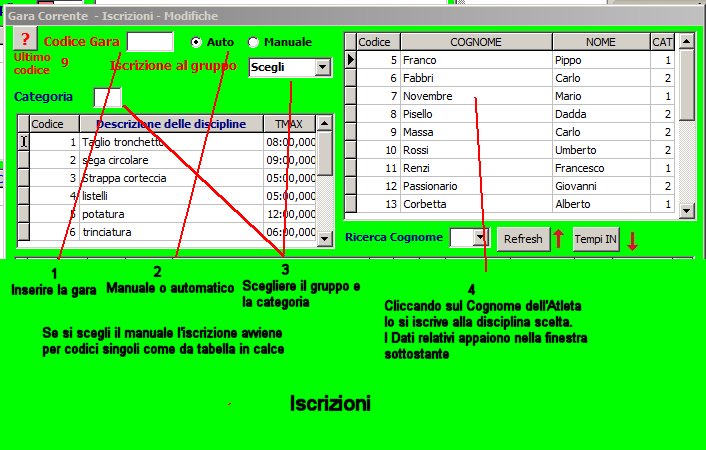 Gara Corrente - Iscrizioni - Modifiche
? Codice Gara Auto Manuale
Ultimo codice 9
Iscrizione al gruppo Scegli
Categoria
Codice Descrizione delle discipline TMAX
1 Taglio tronchetto 08:00,000
2 sega circolare 09:00,000
3 Strappa corteccia 05:00,000
4 listelli 05:00,000
5 potatura 12:00,000
6 trinciatura 06:00,000
Codice COGNOME NOME CAT
5 Franco Pippo 1
6 Fabbri Carlo 2
7 Novembre Mario 1
8 Pisello Dadda 2
9 Massa Carlo 2
10 Rossi Umberto 2
11 Renzi Francesco 1
12 Passionario Giovanni 2
13 Corbetta Alberto 1
Ricerca Cognome Refresh Tempi IN
1
Inserire la gara
2
Manuale o automatico
3
Scegliere il gruppo e
la categoria
4
Cliccando sul Cognome dell'Atleta
lo si iscrive alla disciplina scelta.
I Dati relativi appaiono nella finestra
sottostante
Se si scegli il manuale l'iscrizione avviene
per codici singoli come da tabella in calce
Iscrizioni